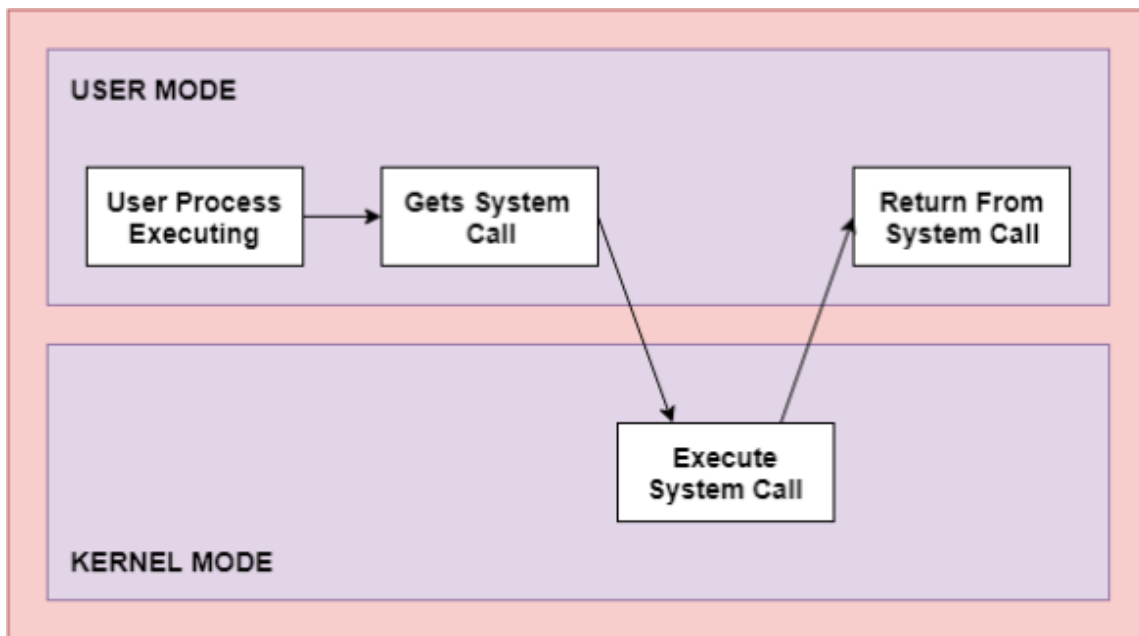 USER MODE
User Process
Executing
Gets System
Call
Return From
System Call
Execute
System Call
KERNEL MODE